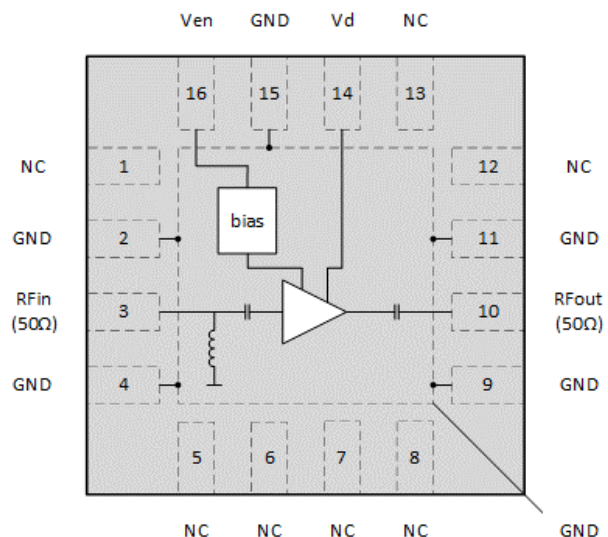 Ven GND Vd NC
16 15 14 13
NC 1 12 NC
bias
GND 2 11 GND
RFin 3 10 RFout
(50Ω) (50Ω)
GND 4 9 GND
5 6 7 8
NC NC NC NC GND